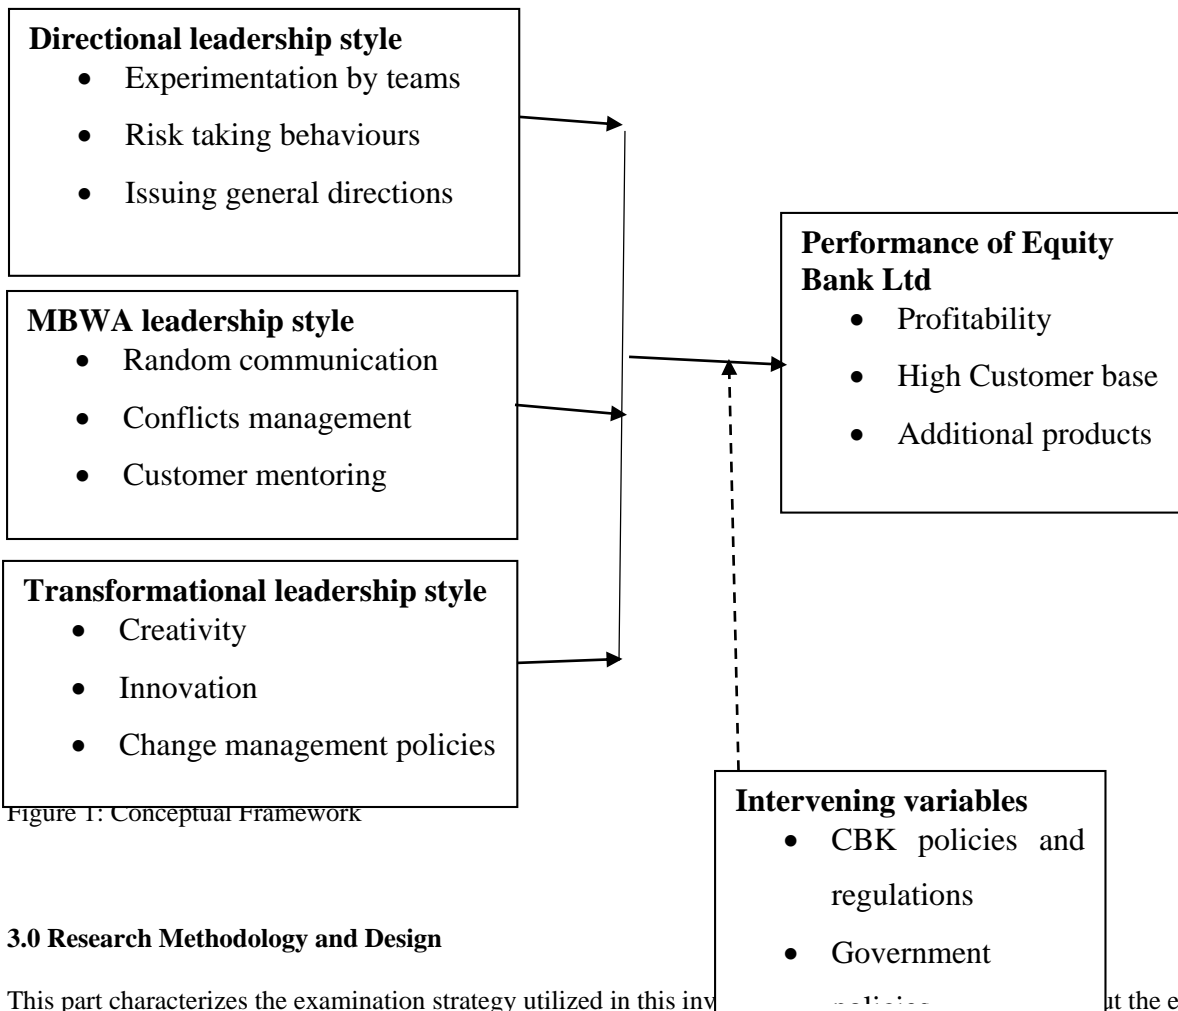 Directional leadership style
• Experimentation by teams
• Risk taking behaviours
• Issuing general directions
MBWA leadership style
• Random communication
• Conflicts management
• Customer mentoring
Transformational leadership style
• Creativity
• Innovation
• Change management policies
Performance of Equity
Bank Ltd
• Profitability
• High Customer base
• Additional products
Intervening variables
• CBK policies and
regulations
• Government
policies
Figure 1: Conceptual Framework
3.0 Research Methodology and Design
This part characterizes the examination strategy utilized in this inv
ut the e